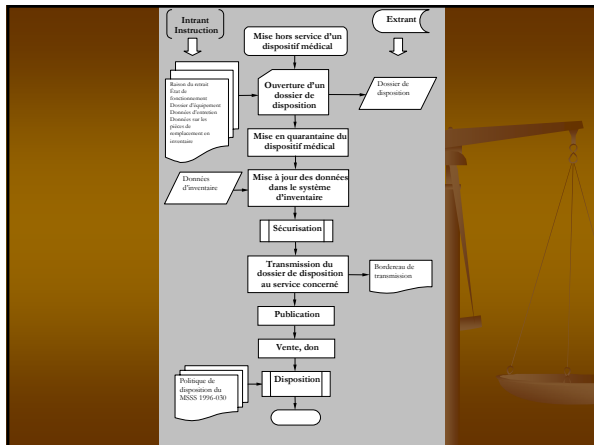 Intrant
Instruction
Mise hors service d'un
dispositif médical
Extrant
Raison du retrait
État de
fonctionnement
Dossier d'équipement
Données d'entretien
Données sur les
pièces de
remplacement en
inventaire
Ouverture d'un
dossier de
disposition
Dossier de
disposition
Mise en quarantaine du
dispositif médical
Données
d'inventaire
Mise à jour des données
dans le système
d'inventaire
Sécurisation
Transmission du
dossier de disposition
au service concerné
Bordereau de
transmission
Publication
Vente, don
Politique de
disposition du
MSSS 1996-030
Disposition